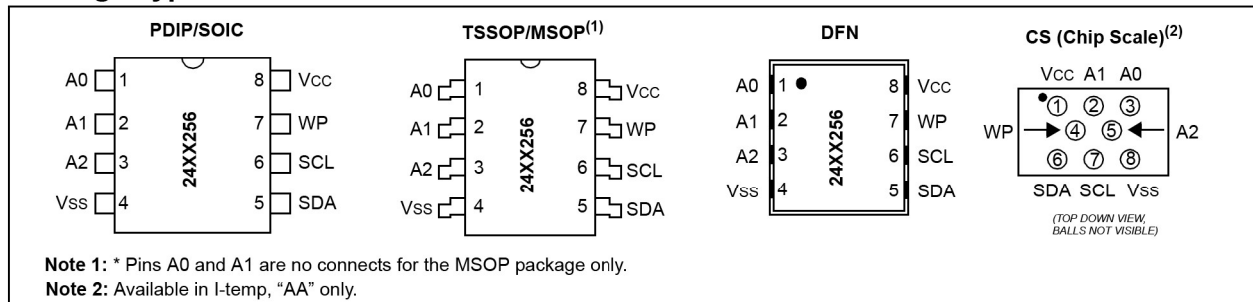 PDIP/SOIC
A0 1 8 VCC
A1 2 7 WP
A2 3 6 SCL
VSS 4 5 SDA
24XX256
TSSOP/MSOP(1)
A0 1 8 VCC
A1 2 7 WP
A2 3 6 SCL
VSS 4 5 SDA
24XX256
DFN
A0 1 8 VCC
A1 2 7 WP
A2 3 6 SCL
VSS 4 5 SDA
24XX256
CS (Chip Scale)(2)
VCC A1 A0
1 2 3
WP 4 5 A2
6 7 8
SDA SCL VSS
(TOP DOWN VIEW,
BALLS NOT VISIBLE)
Note 1: * Pins A0 and A1 are no connects for the MSOP package only.
Note 2: Available in I-temp, “AA” only.